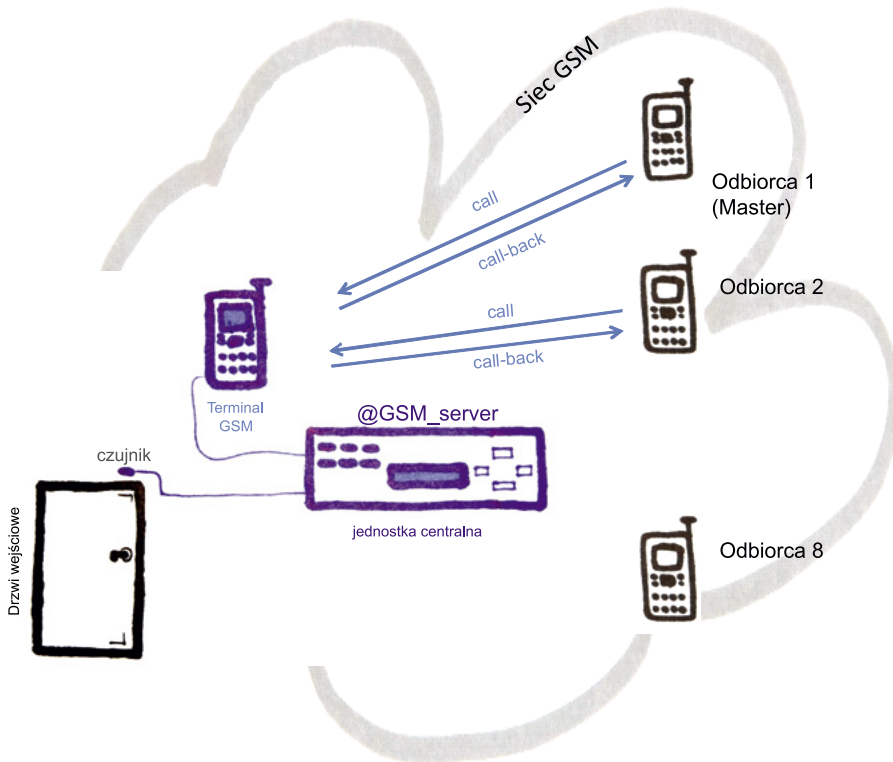 Siec GSM
Odbiorca 1
(Master)
call
call-back
Odbiorca 2
call
call-back
Terminal
GSM
@GSM_server
czujnik
jednostka centralna
Odbiorca 8
Drzwi wejściowe